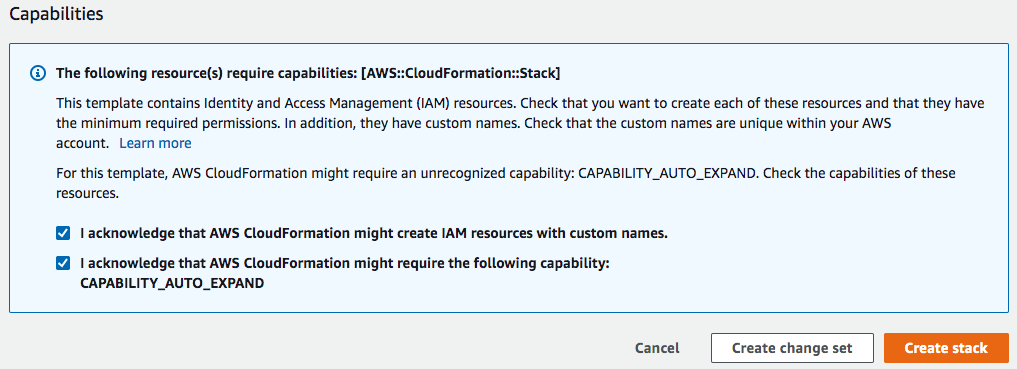 Capabilities
The following resource(s) require capabilities: [AWS::CloudFormation::Stack]
This template contains Identity and Access Management (IAM) resources. Check that you want to create each of these resources and that they have
the minimum required permissions. In addition, they have custom names. Check that the custom names are unique within your AWS
account. Learn more
For this template, AWS CloudFormation might require an unrecognized capability: CAPABILITY_AUTO_EXPAND. Check the capabilities of these
resources.
I acknowledge that AWS CloudFormation might create IAM resources with custom names.
I acknowledge that AWS CloudFormation might require the following capability:
CAPABILITY_AUTO_EXPAND
Cancel Create change set Create stack